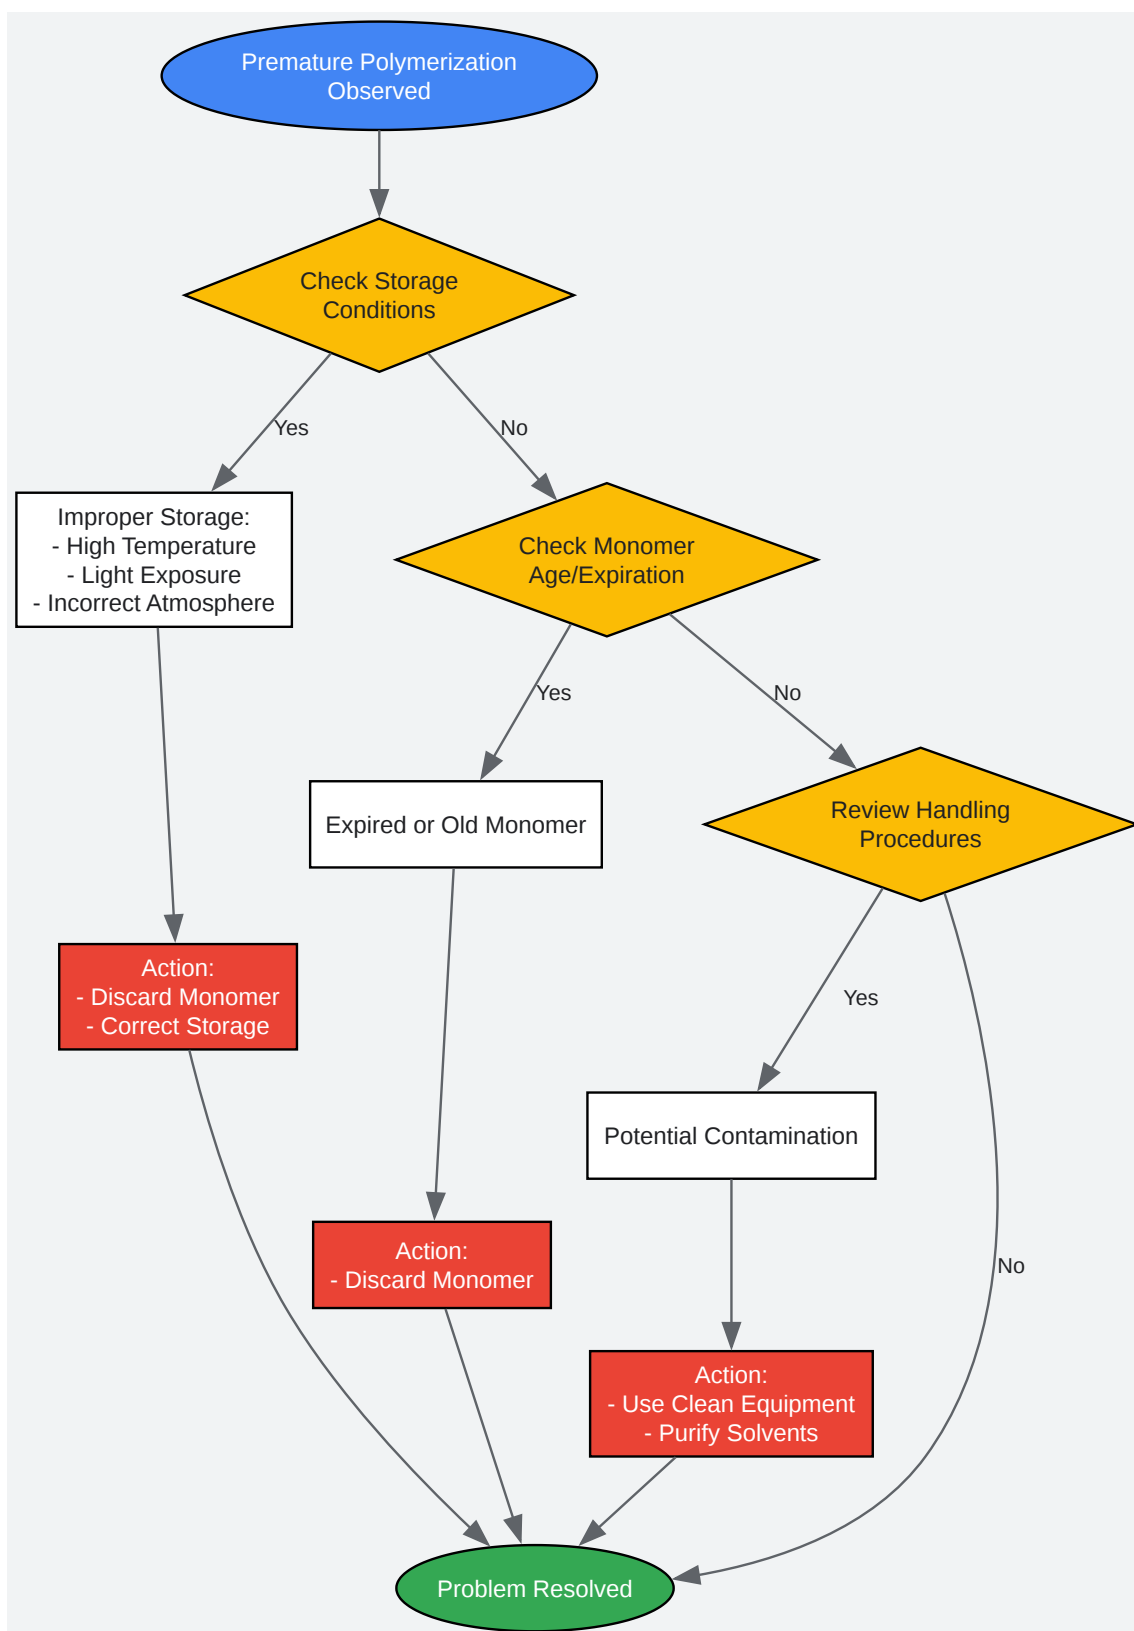 Premature Polymerization
Observed
Check Storage
Conditions
Yes
No
Improper Storage:
- High Temperature
- Light Exposure
- Incorrect Atmosphere
Check Monomer
Age/Expiration
Yes
No
Expired or Old Monomer
Review Handling
Procedures
Action:
- Discard Monomer
- Correct Storage
Yes
Potential Contamination
Action:
- Discard Monomer
No
Action:
- Use Clean Equipment
- Purify Solvents
Problem Resolved